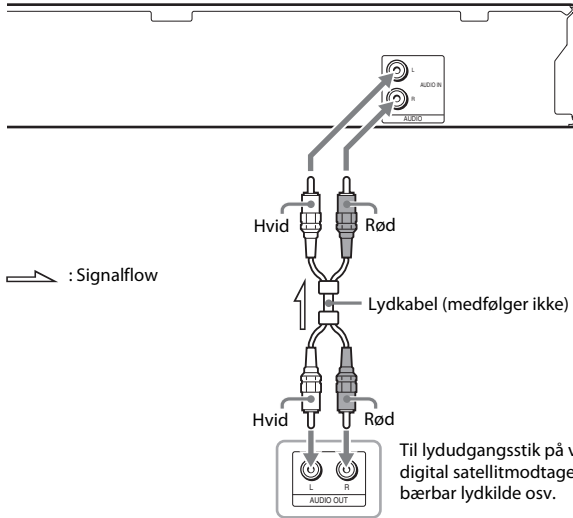 L
AUDIO IN
R
AUDIO
Hvid
Rød
: Signalflow
Lydkabel (medfølger ikke)
Hvid
Rød
Til lydudgangsstik på
digital
bærbar lydkilde osv.
L
R
AUDIO OUT